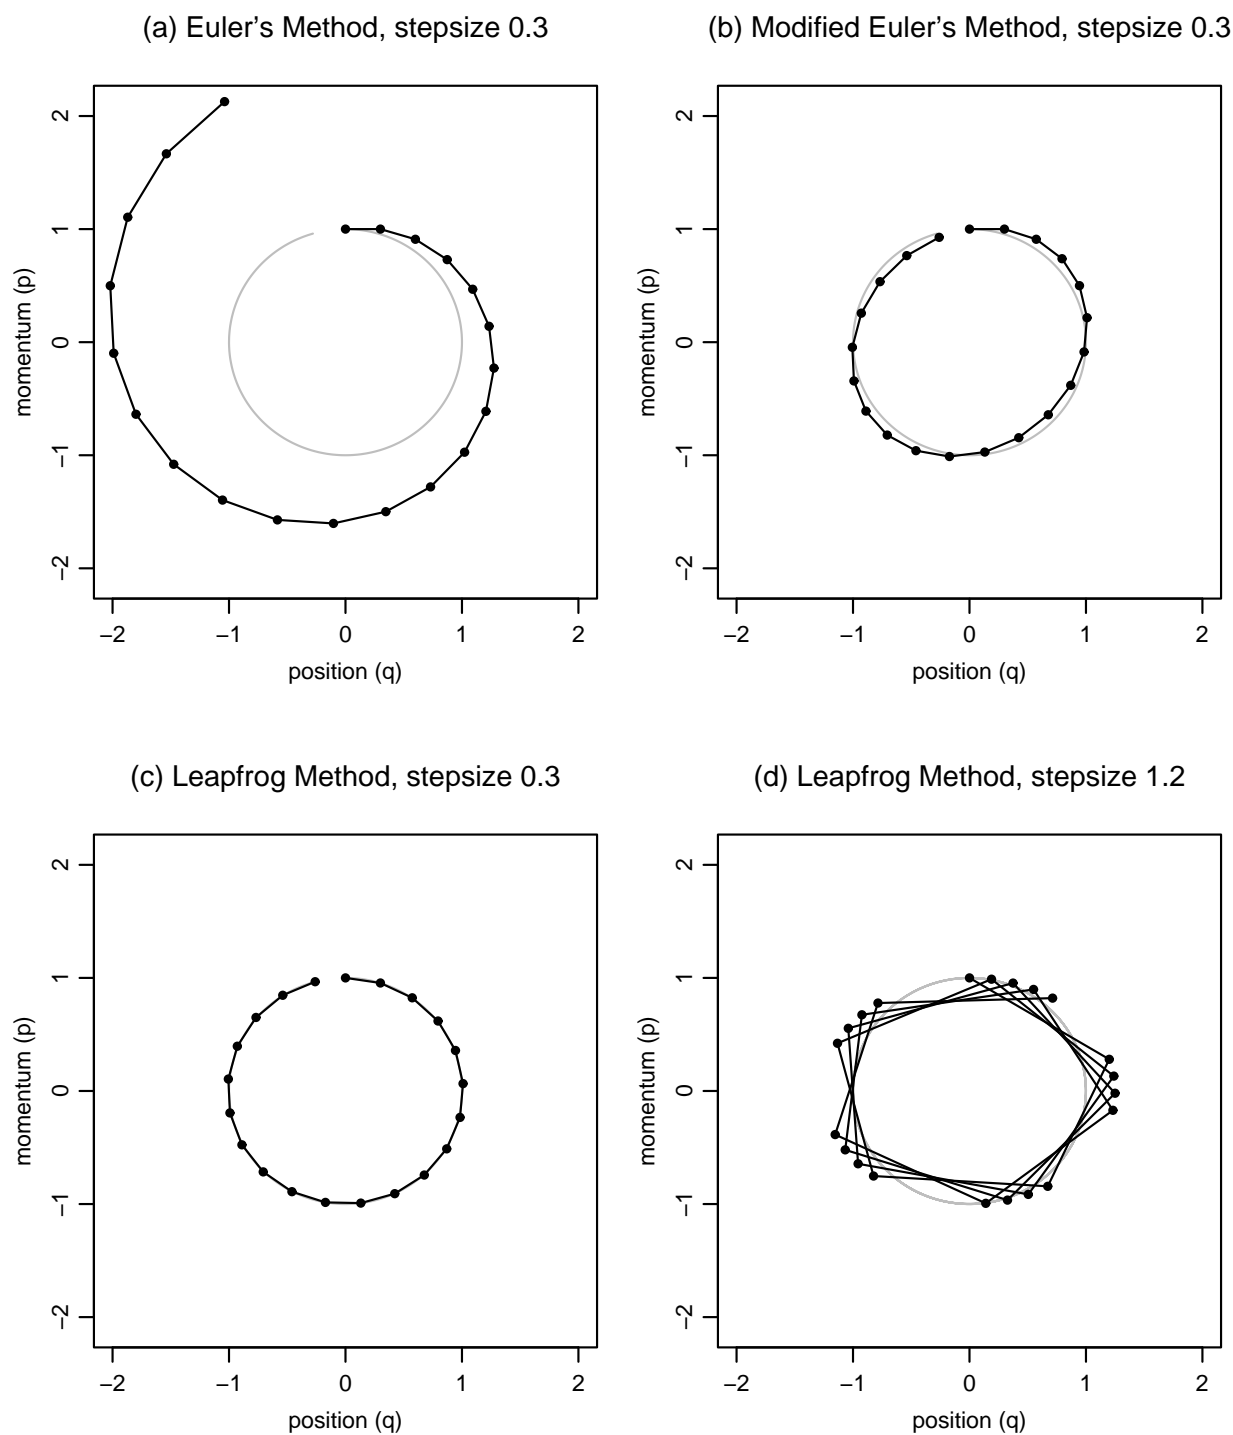 (a) Euler’s Method, stepsize 0.3
2
1
0
−1
−2
momentum (p)
−2 −1 0 1 2
position (q)
(b) Modified Euler’s Method, stepsize 0.3
2
1
0
−1
−2
momentum (p)
−2 −1 0 1 2
position (q)
(c) Leapfrog Method, stepsize 0.3
2
1
0
−1
−2
momentum (p)
−2 −1 0 1 2
position (q)
(d) Leapfrog Method, stepsize 1.2
2
1
0
−1
−2
momentum (p)
−2 −1 0 1 2
position (q)